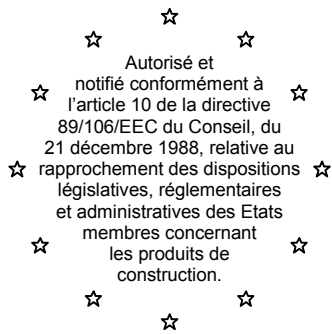 Autorisé et
notifié conformément à
l’article 10 de la directive
89/106/EEC du Conseil, du
21 décembre 1988, relative au
rapprochement des dispositions
législatives, réglementaires
et administratives des Etats
membres concernant
les produits de
construction.